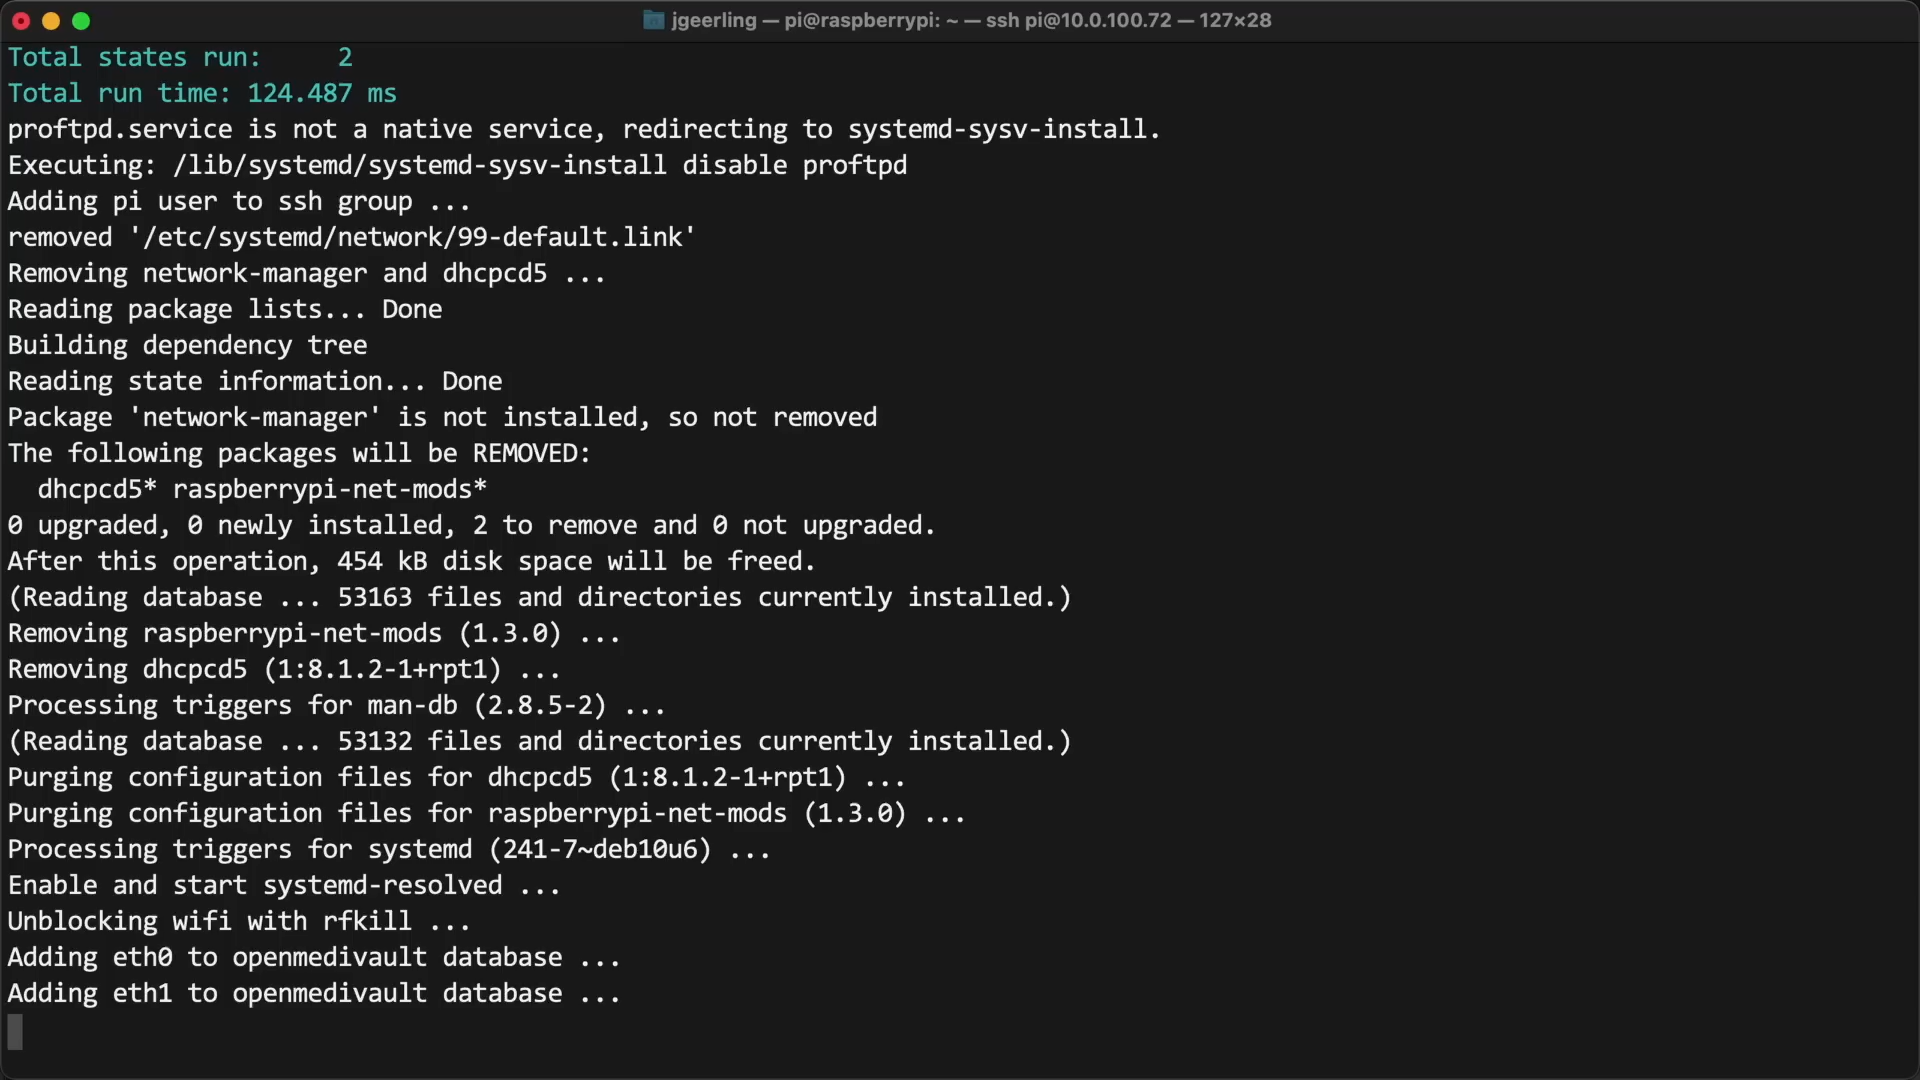 jgeerling — pi@raspberrypi: ~ — ssh pi@10.0.100.72 — 127×28
Total states run:     2
Total run time: 124.487 ms
proftpd.service is not a native service, redirecting to systemd-sysv-install.
Executing: /lib/systemd/systemd-sysv-install disable proftpd
Adding pi user to ssh group ...
removed '/etc/systemd/network/99-default.link'
Removing network-manager and dhcpcd5 ...
Reading package lists... Done
Building dependency tree
Reading state information... Done
Package 'network-manager' is not installed, so not removed
The following packages will be REMOVED:
  dhcpcd5* raspberrypi-net-mods*
0 upgraded, 0 newly installed, 2 to remove and 0 not upgraded.
After this operation, 454 kB disk space will be freed.
(Reading database ... 53163 files and directories currently installed.)
Removing raspberrypi-net-mods (1.3.0) ...
Removing dhcpcd5 (1:8.1.2-1+rpt1) ...
Processing triggers for man-db (2.8.5-2) ...
(Reading database ... 53132 files and directories currently installed.)
Purging configuration files for dhcpcd5 (1:8.1.2-1+rpt1) ...
Purging configuration files for raspberrypi-net-mods (1.3.0) ...
Processing triggers for systemd (241-7~deb10u6) ...
Enable and start systemd-resolved ...
Unblocking wifi with rfkill ...
Adding eth0 to openmedivault database ...
Adding eth1 to openmedivault database ...